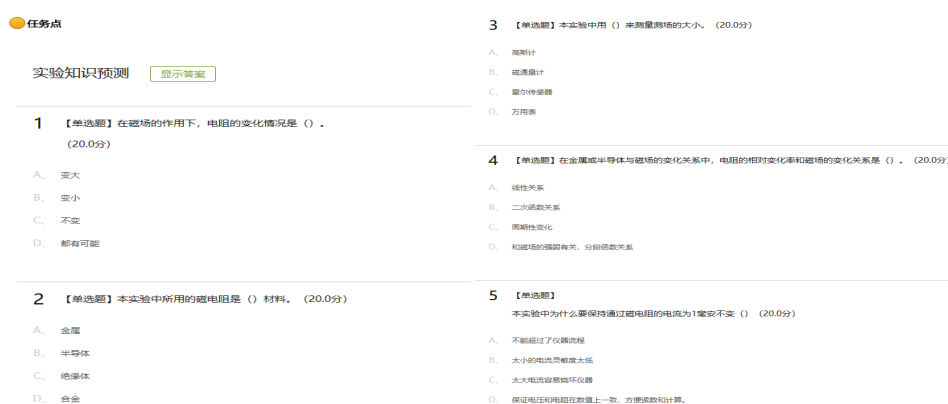 任务点
实验知识预测 显示答案
1 【单选题】在磁场的作用下，电阻的变化情况是（）。
(20.0分)
A、 变大
B、 变小
C、 不变
D、 都有可能
2 【单选题】本实验中所用的磁电阻是（）材料。 (20.0分)
A、 金属
B、 半导体
C、 绝缘体
D、 合金
3 【单选题】本实验中用（）来测量测场的大小。 (20.0分)
A、 高斯计
B、 磁通量计
C、 霍尔传感器
D、 万用表
4 【单选题】在金属或半导体与磁场的变化关系中，电阻的相对变化率和磁场的变化关系是（）。 (20.0分)
A、 线性关系
B、 二次函数关系
C、 周期性变化
D、 和磁场的强弱有关，分段函数关系
5 【单选题】
本实验中为什么要保持通过磁电阻的电流为1毫安不变（） (20.0分)
A、 不能超过了仪器流程
B、 太小的电流灵敏度太低
C、 太大电流容易烧坏仪器
D、 保证电压和电阻在数值上一致，方便读数和计算。